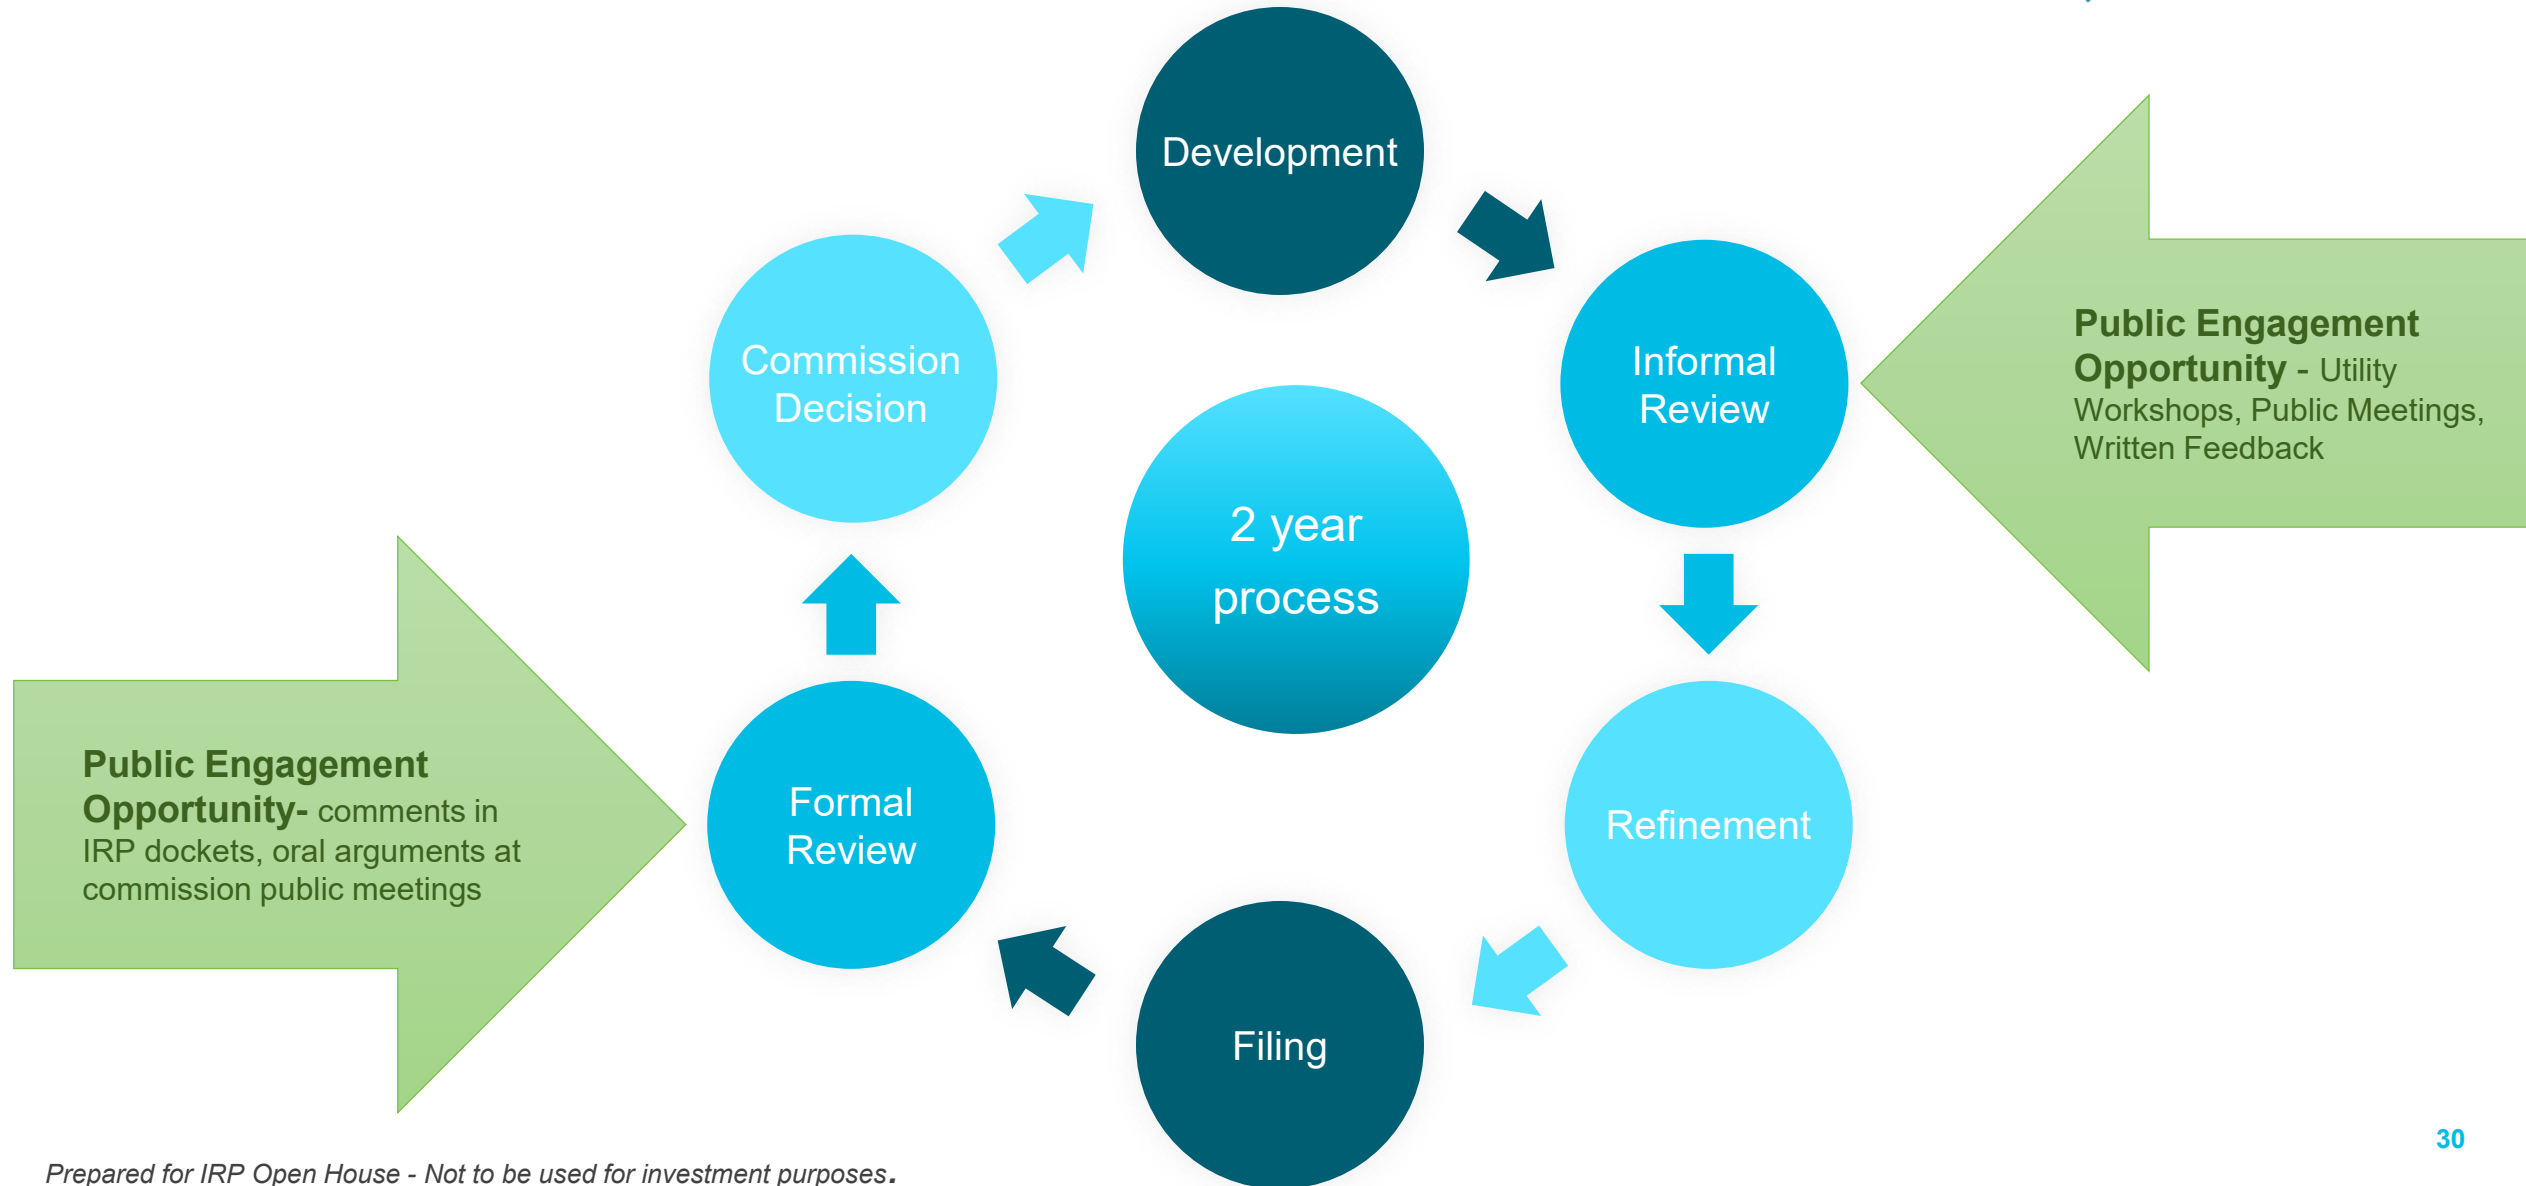 Development
Commission
Decision
Informal
Review
Public Engagement
Opportunity - Utility
Workshops, Public Meetings,
Written Feedback
2 year
process
Public Engagement
Opportunity- comments in
IRP dockets, oral arguments at
commission public meetings
Formal
Review
Refinement
Filing
30
Prepared for IRP Open House - Not to be used for investment purposes.